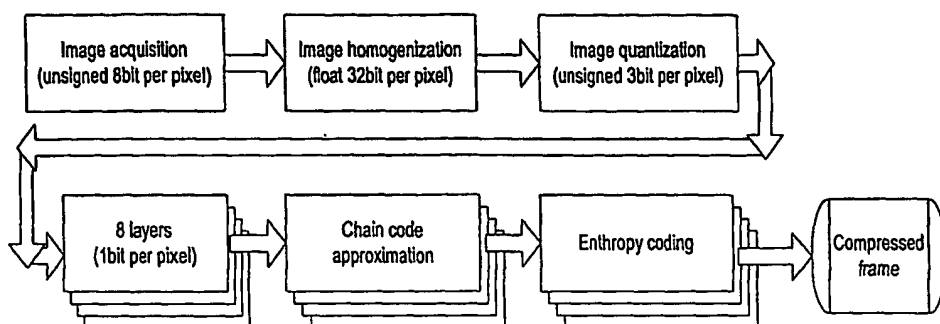 Image acquisition
(unsigned 8bit per pixel)
Image homogenization
(float 32bit per pixel)
Image quantization
(unsigned 3bit per pixel)
8 layers
(1bit per pixel)
Chain code
approximation
Enthropy coding
Compressed
frame